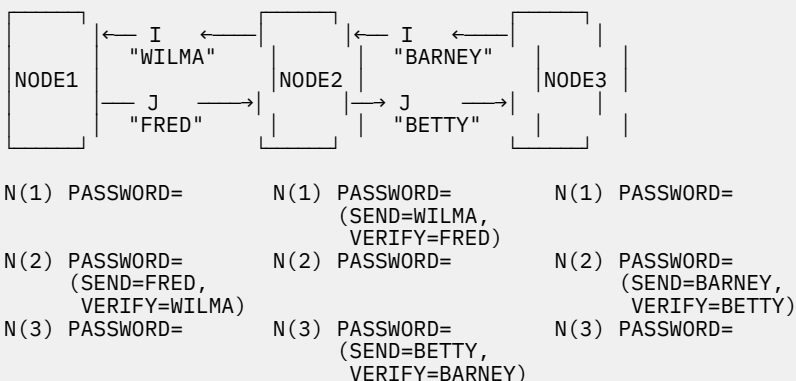 I I
"WILMA" "BARNEY"
NODE1 NODE2 NODE3
J J
"FRED" "BETTY"
N(1) PASSWORD= N(1) PASSWORD= N(1) PASSWORD=
(SEND=WILMA,
VERIFY=FRED)
N(2) PASSWORD= N(2) PASSWORD= N(2) PASSWORD=
(SEND=FRED, (SEND=BARNEY,
VERIFY=WILMA) VERIFY=BETTY)
N(3) PASSWORD= N(3) PASSWORD= N(3) PASSWORD=
(SEND=BETTY,
VERIFY=BARNEY)